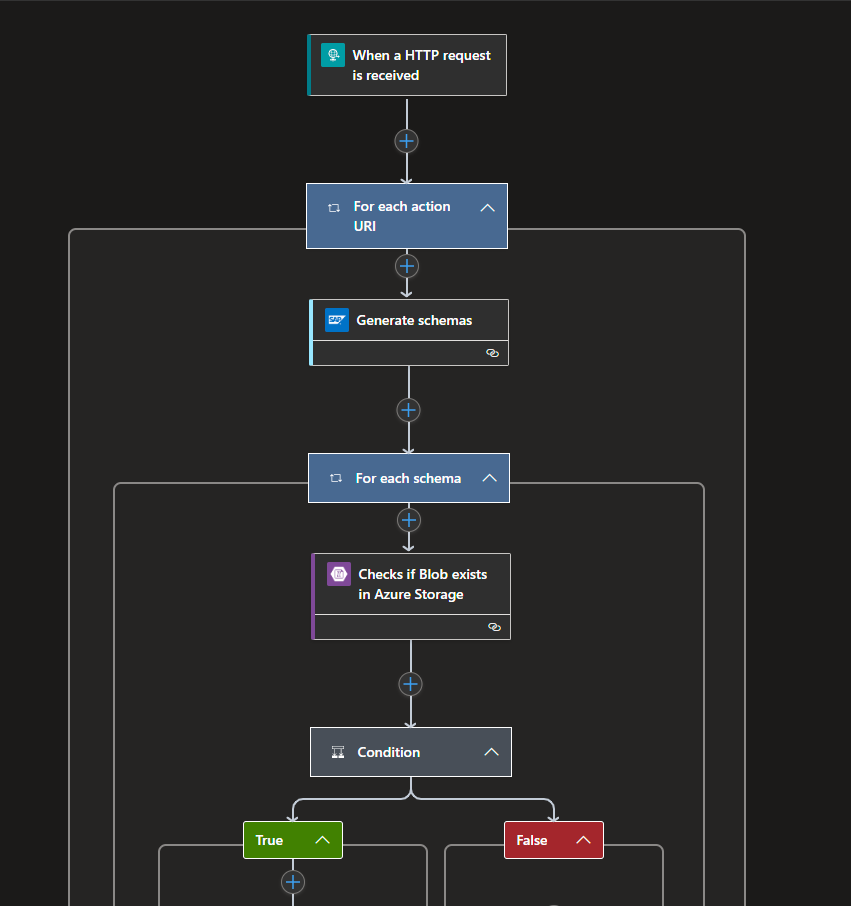 When a HTTP request
is received
For each action
URI
SAP
Generate schemas
For each schema
Checks if Blob exists
in Azure Storage
Condition
True
False